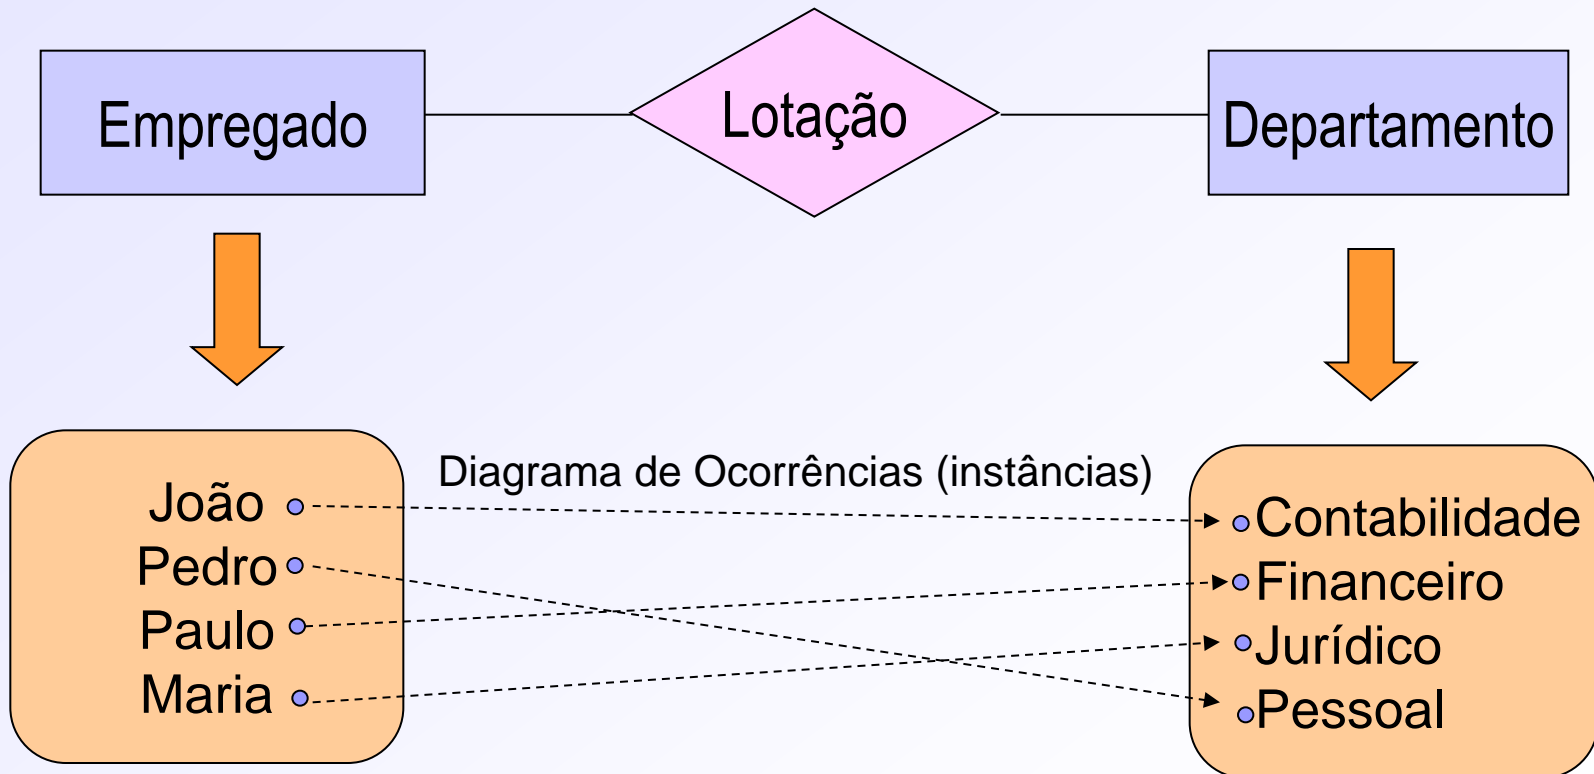 Empregado
Lotação
Departamento
Diagrama de Ocorrências (instâncias)
João
Pedro
Paulo
Maria
Contabilidade
Financeiro
Jurídico
Pessoal